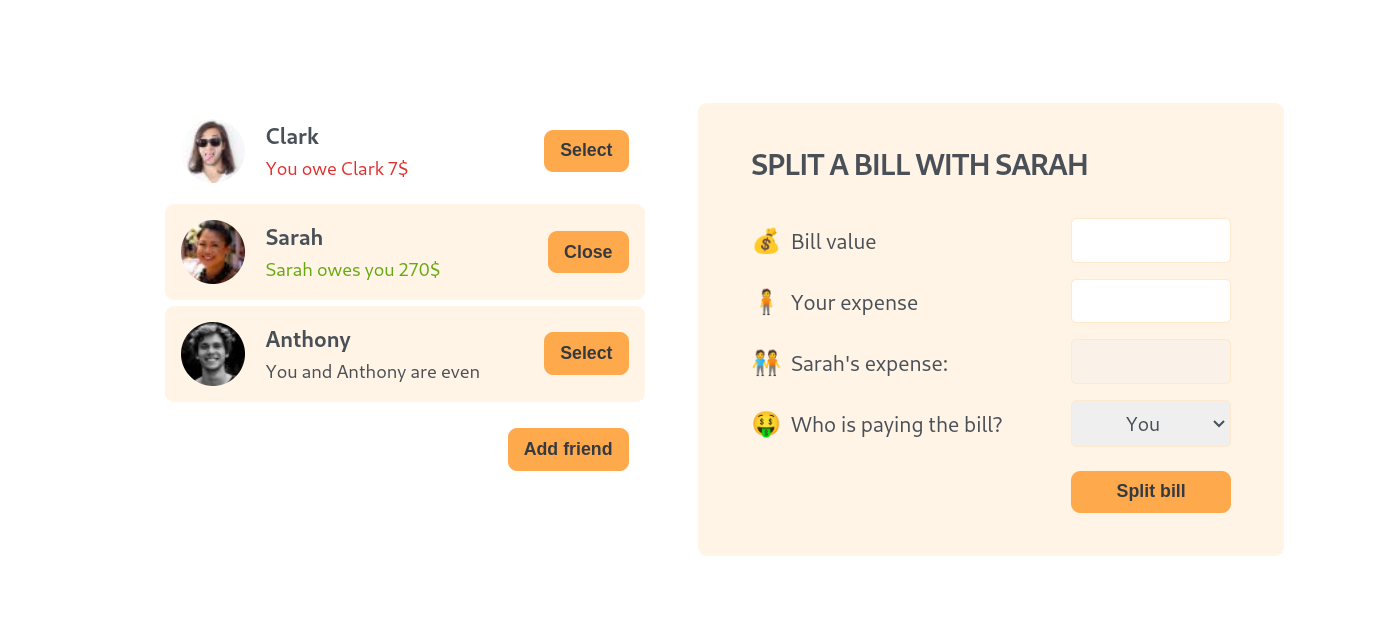 Clark
You owe Clark 7$
Select
Sarah
Sarah owes you 270$
Close
Anthony
You and Anthony are even
Select
Add friend
SPLIT A BILL WITH SARAH
💰 Bill value
🧍 Your expense
🧑‍🤝‍🧑 Sarah's expense:
🤑 Who is paying the bill?
You
Split bill